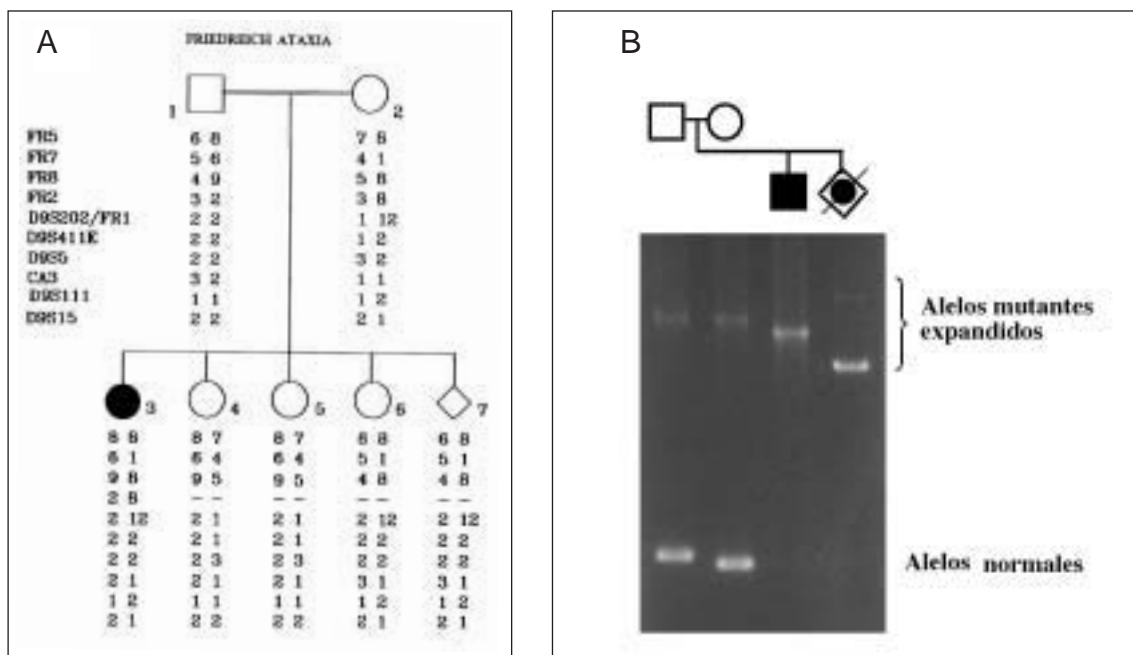 A
FRIEDREICH ATAXIA
1
2
FR5 6 8 7 8
FR7 5 6 4 1
FR8 4 9 5 8
FR2 3 2 3 8
D9S202/FR1 2 2 1 12
D9S411E 2 2 1 2
D9S5 2 2 3 2
CA3 3 2 1 1
D9S111 1 1 1 2
D9S15 2 2 2 1
3 4 5 6 7
8 8 8 7 8 7 6 8 6 8
6 1 6 4 6 4 5 1 5 1
9 8 9 5 9 5 4 8 4 8
2 8 -- -- -- --
2 12 2 1 2 1 2 12 2 12
2 2 2 1 2 1 2 2 2 2
2 2 2 3 2 3 2 2 2 2
2 1 2 1 2 1 3 1 3 1
1 2 1 1 1 1 1 2 1 2
2 1 2 2 2 2 2 1 2 1
B
Alelos mutantes
expandidos
Alelos normales